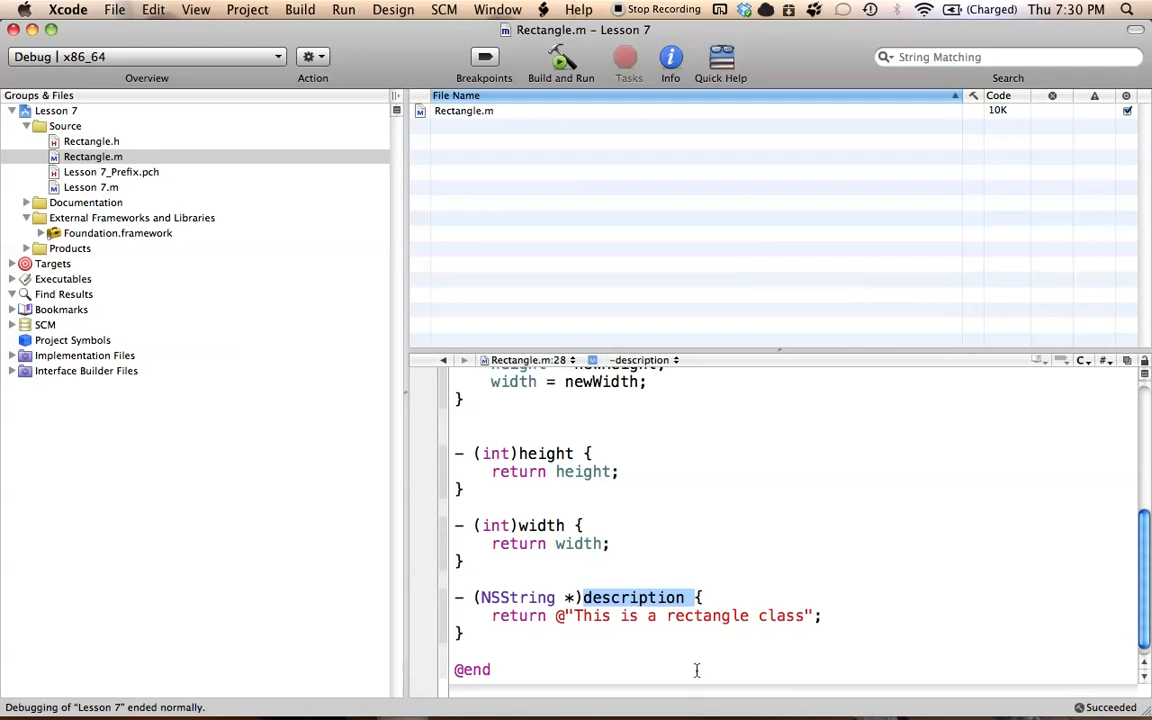 Xcode File Edit View Project Build Run Design SCM Window Help Stop Recording (Charged) Thu 7:30 PM
Rectangle.m – Lesson 7
Debug | x86_64
String Matching
Overview Action Breakpoints Build and Run Tasks Info Quick Help Search
Groups & Files
File Name Code
Rectangle.m 10K
Lesson 7
Source
Rectangle.h
Rectangle.m
Lesson 7_Prefix.pch
Lesson 7.m
Documentation
External Frameworks and Libraries
Foundation.framework
Products
Targets
Executables
Find Results
Bookmarks
SCM
Project Symbols
Implementation Files
Interface Builder Files
Rectangle.m:28 -description C #
height = newHeight;
width = newWidth;
}
- (int)height {
return height;
}
- (int)width {
return width;
}
- (NSString *)description {
return @"This is a rectangle class";
}
@end
Debugging of "Lesson 7" ended normally.
Succeeded